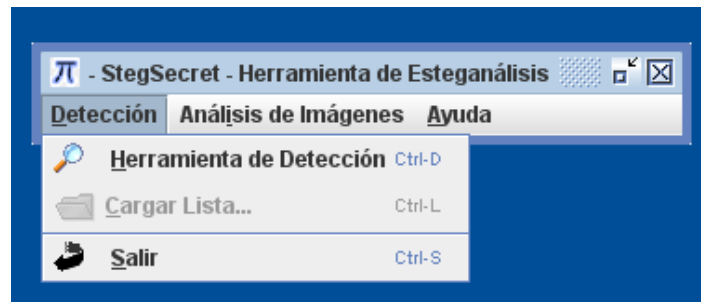 π - StegSecret - Herramienta de Esteganálisis
Detección Análisis de Imágenes Ayuda
Herramienta de Detección Ctrl-D
Cargar Lista... Ctrl-L
Salir Ctrl-S